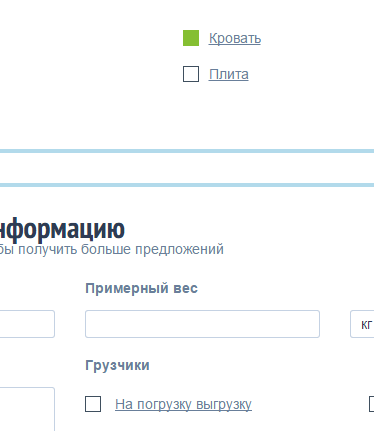 Кровать
Плита
нформацию
бы получить больше предложений
Примерный вес
кг
Грузчики
На погрузку выгрузку